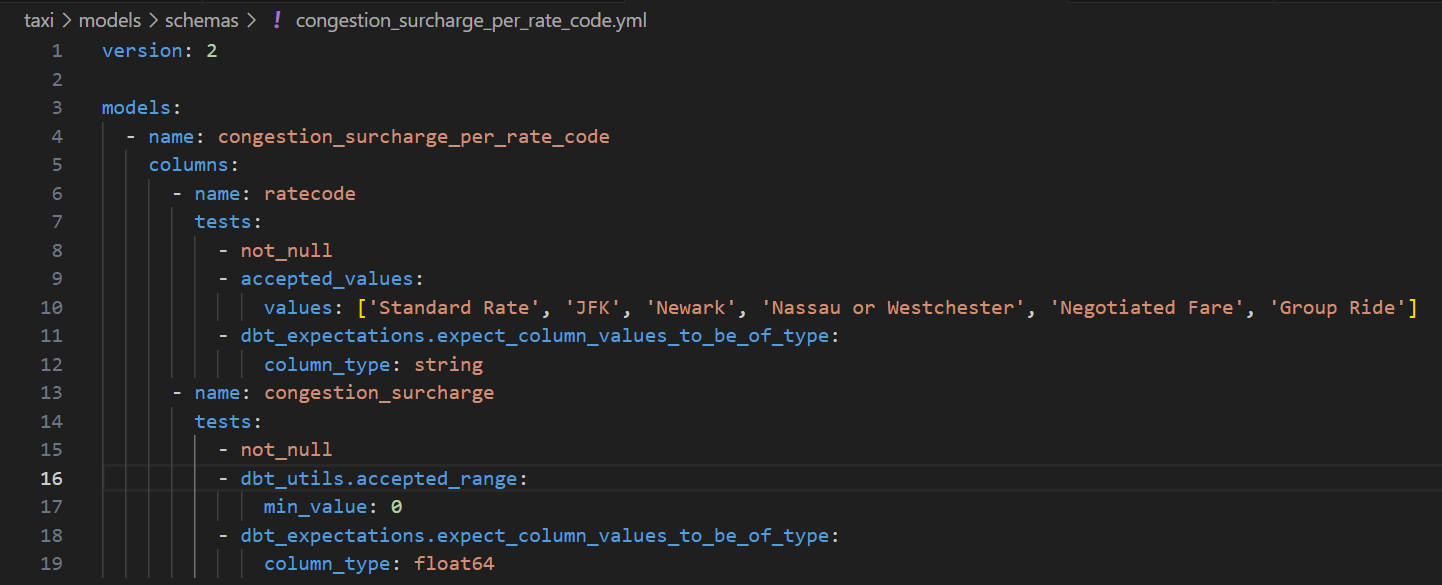 taxi > models > schemas > ! congestion_surcharge_per_rate_code.yml
1 version: 2
2
3 models:
4 - name: congestion_surcharge_per_rate_code
5 columns:
6 - name: ratecode
7 tests:
8 - not_null
9 - accepted_values:
10 values: ['Standard Rate', 'JFK', 'Newark', 'Nassau or Westchester', 'Negotiated Fare', 'Group Ride']
11 - dbt_expectations.expect_column_values_to_be_of_type:
12 column_type: string
13 - name: congestion_surcharge
14 tests:
15 - not_null
16 - dbt_utils.accepted_range:
17 min_value: 0
18 - dbt_expectations.expect_column_values_to_be_of_type:
19 column_type: float64